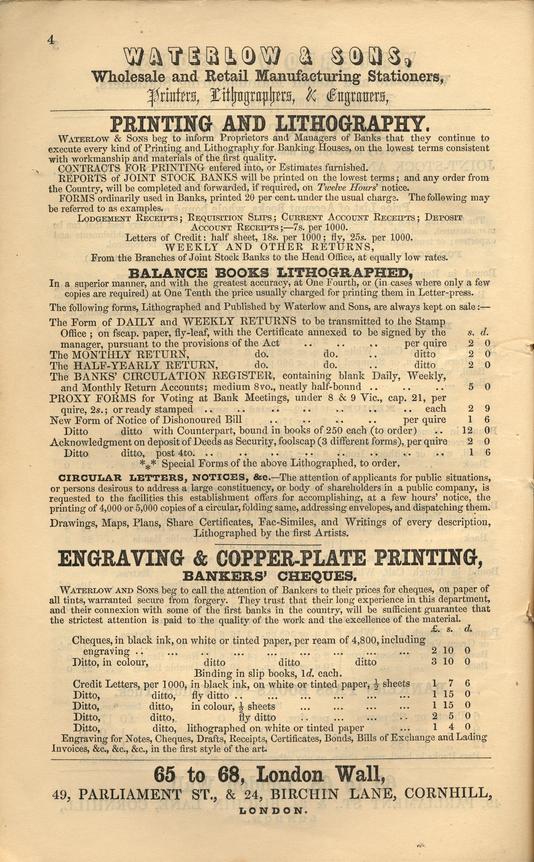 4
WATERLOW & SONS,
Wholesale and Retail Manufacturing Stationers,
Printers, Lithographers, & Engravers,
PRINTING AND LITHOGRAPHY.
WATERLOW & SONS beg to inform Proprietors and Managers of Banks that they continue to
execute every kind of Printing and Lithography for Banking Houses, on the lowest terms consistent
with workmanship and materials of the first quality.
CONTRACTS FOR PRINTING entered into, or Estimates furnished.
REPORTS of JOINT STOCK BANKS will be printed on the lowest terms; and any order from
the Country, will be completed and forwarded, if required, on Twelve Hours' notice.
FORMS ordinarily used in Banks, printed 20 per cent. under the usual charge. The following may
be referred to as examples.
LODGEMENT RECEIPTS; REQUISITION SLIPS; CURRENT ACCOUNT RECEIPTS; DEPOSIT
ACCOUNT RECEIPTS;—7s. per 1000.
Letters of Credit: half sheet, 18s. per 1000; fly, 25s. per 1000.
WEEKLY AND OTHER RETURNS,
From the Branches of Joint Stock Banks to the Head Office, at equally low rates.
BALANCE BOOKS LITHOGRAPHED,
In a superior manner, and with the greatest accuracy, at One Fourth, or (in cases where only a few
copies are required) at One Tenth the price usually charged for printing them in Letter-press.
The following forms, Lithographed and Published by Waterlow and Sons, are always kept on sale:—
The Form of DAILY and WEEKLY RETURNS to be transmitted to the Stamp
Office; on fscap. paper, fly-leaf, with the Certificate annexed to be signed by the s. d.
manager, pursuant to the provisions of the Act .. .. .. per quire 2 0
The MONTHLY RETURN, do. do. .. ditto 2 0
The HALF-YEARLY RETURN, do. do. .. ditto 2 0
The BANKS' CIRCULATION REGISTER, containing blank Daily, Weekly,
and Monthly Return Accounts; medium 8vo., neatly half-bound .. .. .. 5 0
PROXY FORMS for Voting at Bank Meetings, under 8 & 9 Vic., cap. 21, per
quire, 2s.; or ready stamped .. .. .. .. .. .. each 2 9
New Form of Notice of Dishonoured Bill .. .. .. .. per quire 1 6
Ditto ditto with Counterpart, bound in books of 250 each (to order) .. 12 0
Acknowledgment on deposit of Deeds as Security, foolscap (3 different forms), per quire 2 0
Ditto ditto, post 4to. .. .. .. .. .. .. 1 6
*** Special Forms of the above Lithographed, to order.
CIRCULAR LETTERS, NOTICES, &c.—The attention of applicants for public situations,
or persons desirous to address a large constituency, or body of shareholders in a public company, is
requested to the facilities this establishment offers for accomplishing, at a few hours' notice, the
printing of 4,000 or 5,000 copies of a circular, folding same, addressing envelopes, and dispatching them.
Drawings, Maps, Plans, Share Certificates, Fac-Similes, and Writings of every description,
Lithographed by the first Artists.
ENGRAVING & COPPER-PLATE PRINTING,
BANKERS' CHEQUES.
WATERLOW AND SONS beg to call the attention of Bankers to their prices for cheques, on paper of
all tints, warranted secure from forgery. They trust that their long experience in this department,
and their connection with some of the first banks in the country, will be sufficient guarantee that
the strictest attention is paid to the quality of the work and the excellence of the material.
£. s. d.
Cheques, in black ink, on white or tinted paper, per ream of 4,800, including
engraving .. ... ... ... ... ... ... 2 10 0
Ditto, in colour, ditto ditto ditto 3 10 0
Binding in slip books, 1d. each.
Credit Letters, per 1000, in black ink, on white or tinted paper, ½ sheets 1 7 6
Ditto, ditto, fly ditto .. ... ... ... ... 1 15 0
Ditto, ditto, in colour, ½ sheets ... ... ... ... 1 15 0
Ditto, ditto, fly ditto .. ... ... ... 2 5 0
Ditto, ditto, lithographed on white or tinted paper ... 1 4 0
Engraving for Notes, Cheques, Drafts, Receipts, Certificates, Bonds, Bills of Exchange and Lading
Invoices, &c., &c., &c., in the first style of the art.
65 to 68, London Wall,
49, PARLIAMENT ST., & 24, BIRCHIN LANE, CORNHILL,
LONDON.